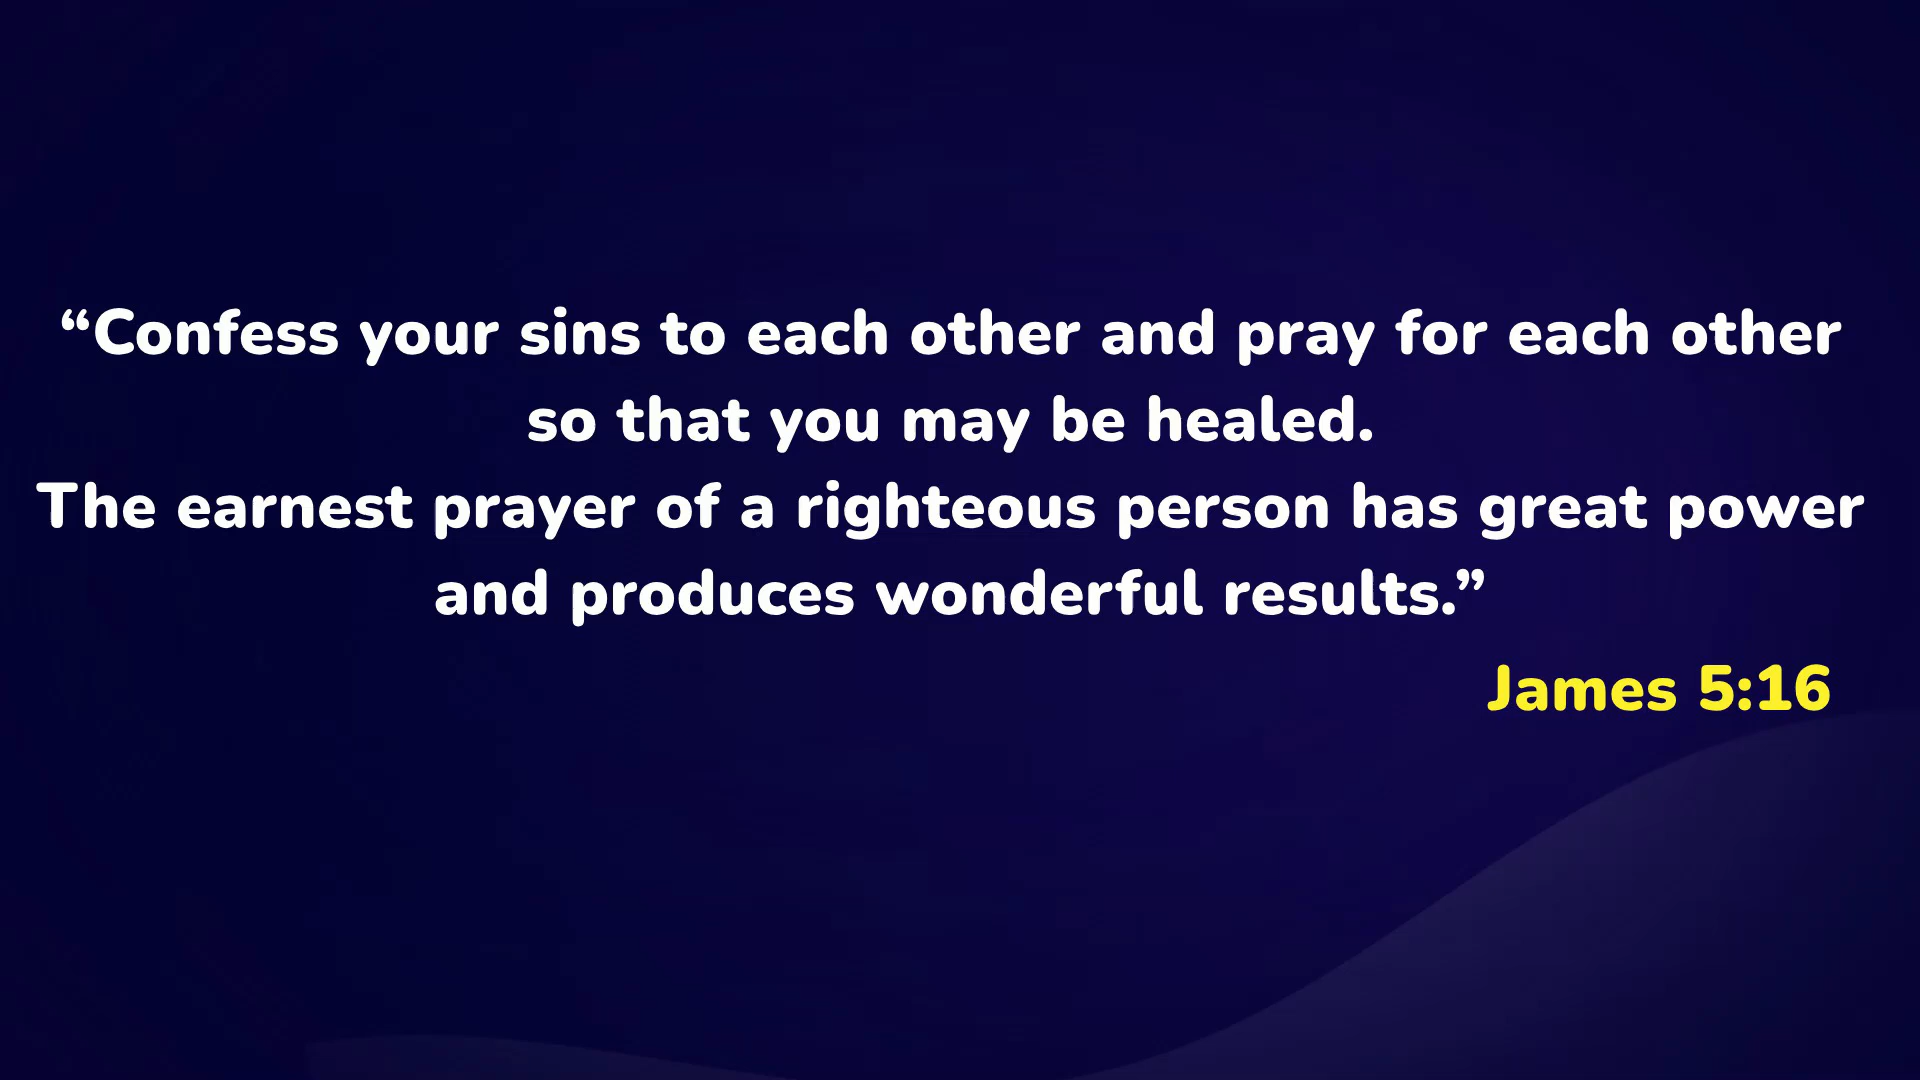 “Confess your sins to each other and pray for each other
so that you may be healed.
The earnest prayer of a righteous person has great power
and produces wonderful results.”
James 5:16